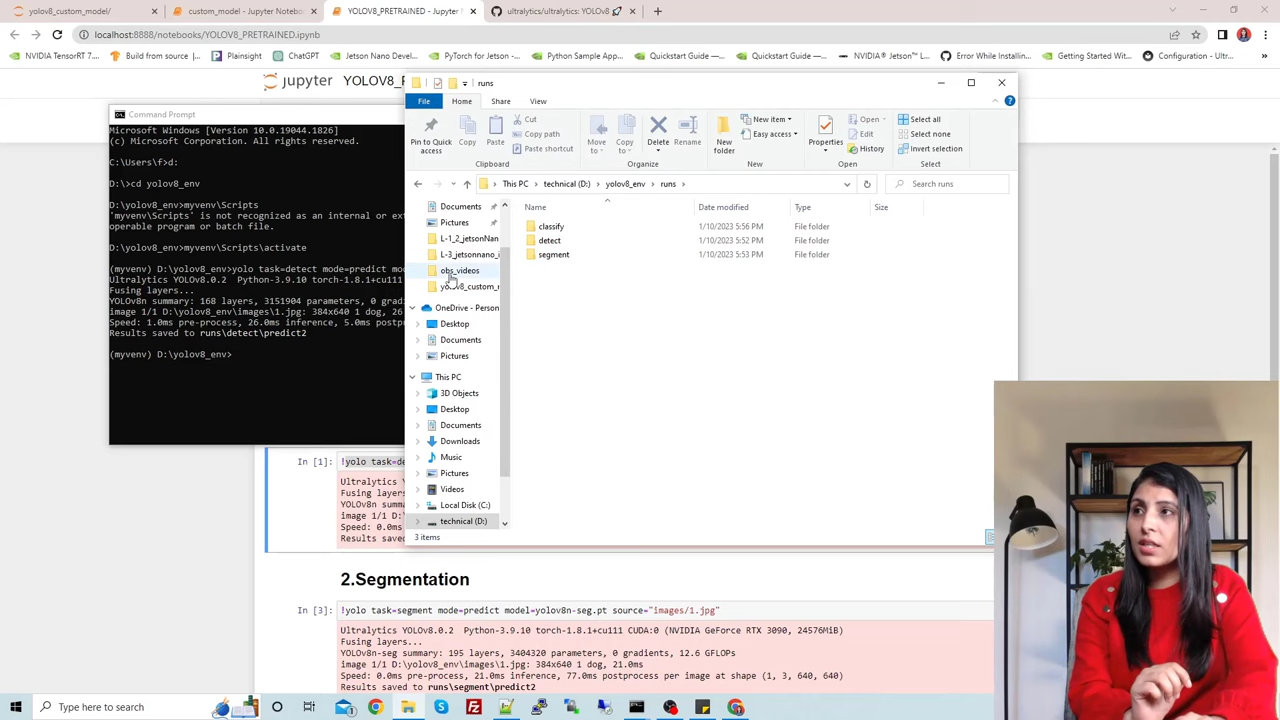 yolov8_custom_model/
custom_model - Jupyter Noteb
YOLOV8_PRETRAINED - Jupyter
ultralytics/ultralytics: YOLOv8
localhost:8888/notebooks/YOLOV8_PRETRAINED.ipynb
NVIDIA TensorRT 7.1
Build from source |
Plainsight
ChatGPT
Jetson Nano Devel
PyTorch for Jetson
Python Sample App
Quickstart Guide —
Quickstart Guide —
NVIDIA® Jetson™ H
Error While Installin
Getting Started Wit
Configuration - Ultr
jupyter YOLOV8_P
Command Prompt
Microsoft Windows [Version 10.0.19044.1826]
(c) Microsoft Corporation. All rights reserved.
C:\Users\f>d:
D:\>cd yolov8_env
D:\yolov8_env>myvenv\Scripts
'myvenv\Scripts' is not recognized as an internal or ext
operable program or batch file.
D:\yolov8_env>myvenv\Scripts\activate
(myvenv) D:\yolov8_env>yolo task=detect mode=predict mo
Ultralytics YOLOv8.0.2 Python-3.9.10 torch-1.8.1+cu111
Fusing layers...
YOLOv8n summary: 168 layers, 3151904 parameters, 0 gradi
image 1/1 D:\yolov8_env\images\1.jpg: 384x640 1 dog, 26
Speed: 1.0ms pre-process, 26.0ms inference, 5.0ms postp
Results saved to runs\detect\predict2
(myvenv) D:\yolov8_env>
runs
File
Home
Share
View
Pin to Quick access
Copy
Paste
Cut
Copy path
Paste shortcut
Clipboard
Move to
Copy to
Delete
Rename
Organize
New folder
New item
Easy access
New
Properties
Open
Edit
History
Open
Select all
Select none
Invert selection
Select
This PC
technical (D:)
yolov8_env
runs
Search runs
Name
Date modified
Type
Size
classify
1/10/2023 5:56 PM
File folder
detect
1/10/2023 5:52 PM
File folder
segment
1/10/2023 5:53 PM
File folder
Documents
Pictures
L-1_2_jetsonNan
L-3_jetsonnano_i
obs_videos
yolov8_custom_r
OneDrive - Person
Desktop
Documents
Pictures
This PC
3D Objects
Desktop
Documents
Downloads
Music
Pictures
Videos
Local Disk (C:)
technical (D:)
3 items
In [1]: !yolo task=de
Ultralytics YO
Fusing layers.
YOLOv8n summar
image 1/1 D:\y
Speed: 0.0ms p
Results saved
2.Segmentation
In [3]: !yolo task=segment mode=predict model=yolov8n-seg.pt source="images/1.jpg"
Ultralytics YOLOv8.0.2 Python-3.9.10 torch-1.8.1+cu111 CUDA:0 (NVIDIA GeForce RTX 3090, 24576MiB)
Fusing layers...
YOLOv8n-seg summary: 195 layers, 3404320 parameters, 0 gradients, 12.6 GFLOPs
image 1/1 D:\yolov8_env\images\1.jpg: 384x640 1 dog, 21.0ms
Speed: 0.0ms pre-process, 21.0ms inference, 77.0ms postprocess per image at shape (1, 3, 640, 640)
Results saved to runs\segment\predict2
Type here to search